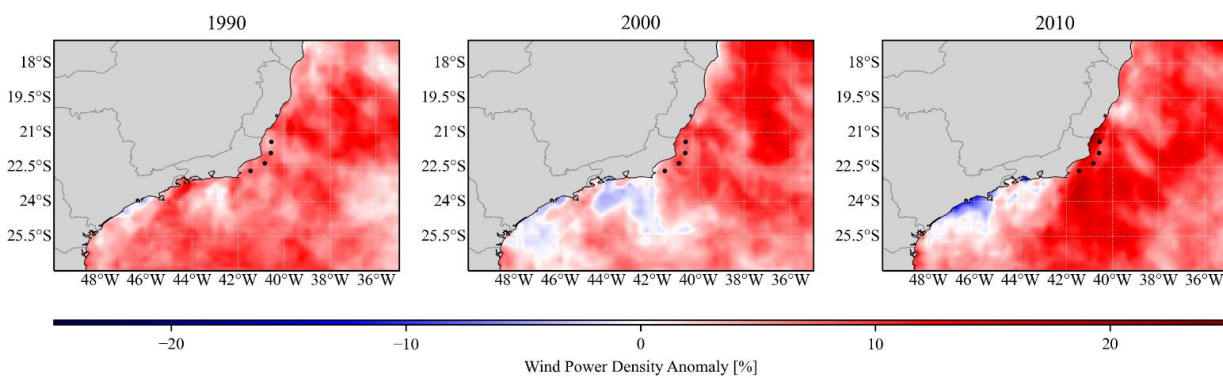 1990 2000 2010
18°S 18°S 18°S
19.5°S 19.5°S 19.5°S
21°S 21°S 21°S
22.5°S 22.5°S 22.5°S
24°S 24°S 24°S
25.5°S 25.5°S 25.5°S
48°W 46°W 44°W 42°W 40°W 38°W 36°W 48°W 46°W 44°W 42°W 40°W 38°W 36°W 48°W 46°W 44°W 42°W 40°W 38°W 36°W
−20 −10 0 10 20
Wind Power Density Anomaly [%]